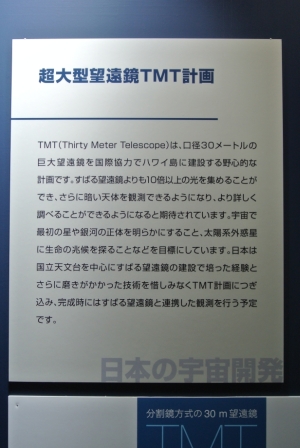 超大型望遠鏡TMT計画
TMT(Thirty Meter Telescope)は、口径30メートルの
巨大望遠鏡を国際協力でハワイ島に建設する野心的な
計画です。すばる望遠鏡よりも10倍以上の光を集めることが
でき、さらに暗い天体を観測できるようになり、より詳しく
調べることができるようになると期待されています。宇宙で
最初の星や銀河の正体を明らかにすること、太陽系外惑星
に生命の兆候を探ることなどを目標にしています。日本は
国立天文台を中心にすばる望遠鏡の建設で培った経験と
さらに磨きがかかった技術を惜しみなくTMT計画につぎ
込み、完成時にはすばる望遠鏡と連携した観測を行う予定
です。
日本の宇宙開発
分割鏡方式の30m望遠鏡
TMT